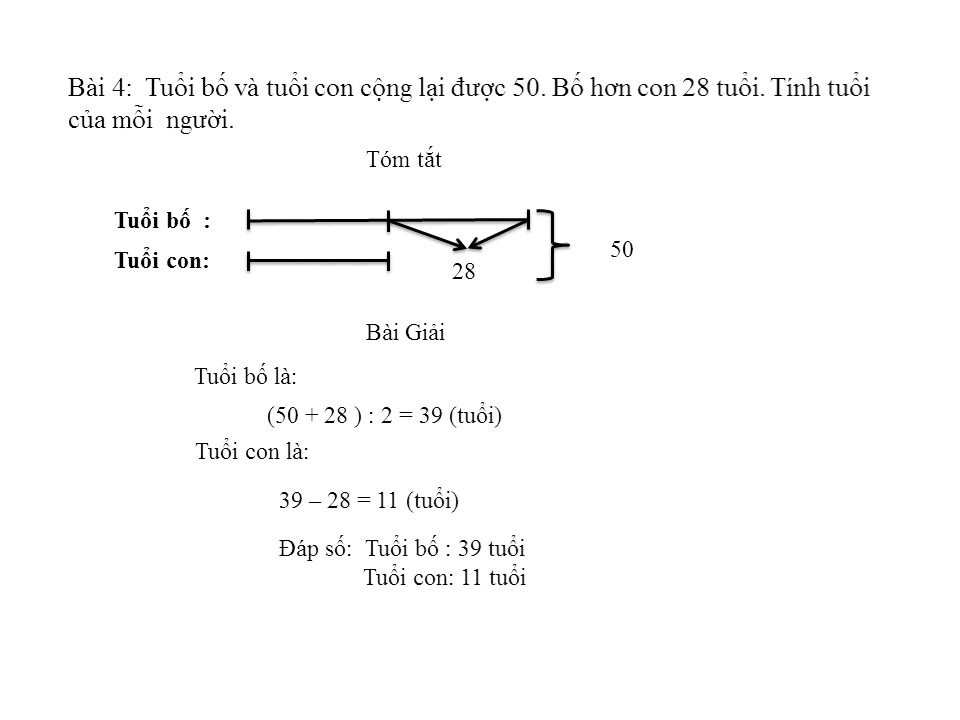 Bài 4:  Tuổi bố và tuổi con cộng lại được 50. Bố hơn con 28 tuổi. Tính tuổi
của mỗi  người.
Tóm tắt
Tuổi bố  :
Tuổi con:
28
50
Bài Giải
Tuổi bố là:
(50 + 28 ) : 2 = 39 (tuổi)
Tuổi con là:
39 – 28 = 11 (tuổi)
Đáp số:  Tuổi bố : 39 tuổi
Tuổi con: 11 tuổi